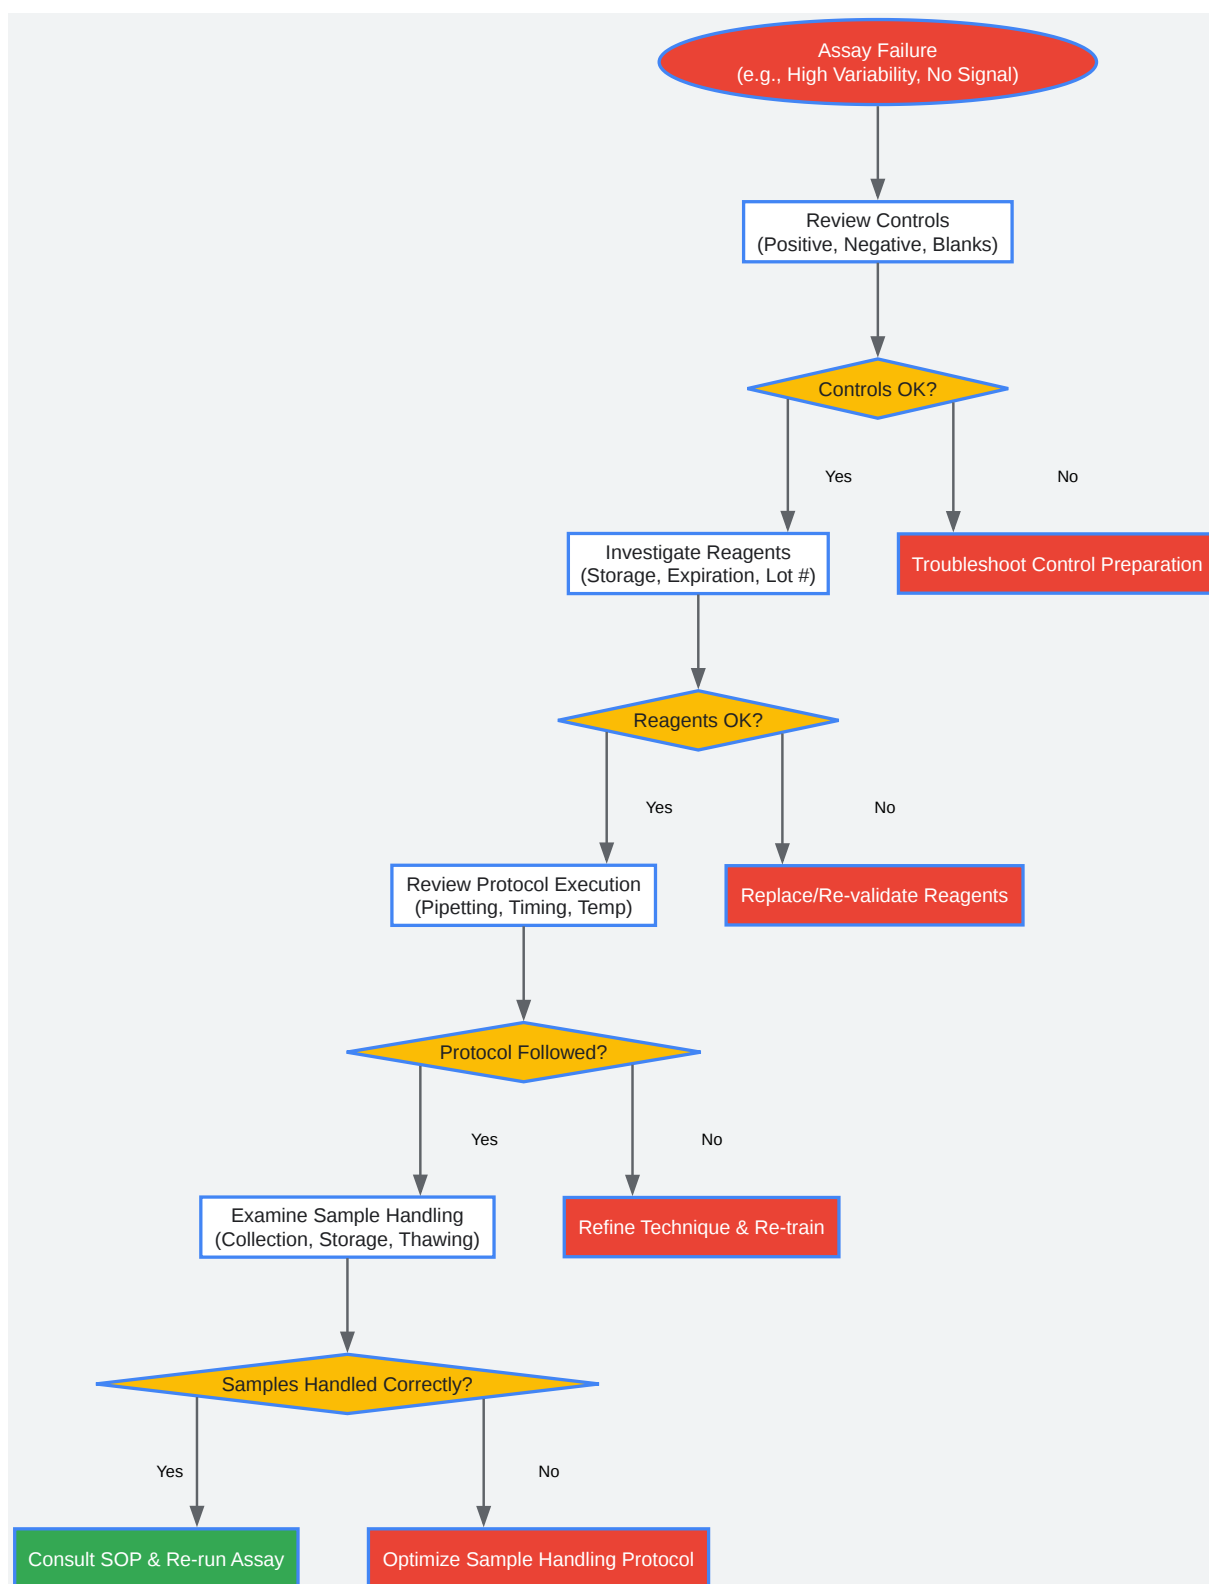 Assay Failure
(e.g., High Variability, No Signal)
Review Controls
(Positive, Negative, Blanks)
Controls OK?
Yes
No
Investigate Reagents
(Storage, Expiration, Lot #)
Troubleshoot Control Preparation
Reagents OK?
Yes
No
Review Protocol Execution
(Pipetting, Timing, Temp)
Replace/Re-validate Reagents
Protocol Followed?
Yes
No
Examine Sample Handling
(Collection, Storage, Thawing)
Refine Technique & Re-train
Samples Handled Correctly?
Yes
No
Consult SOP & Re-run Assay
Optimize Sample Handling Protocol